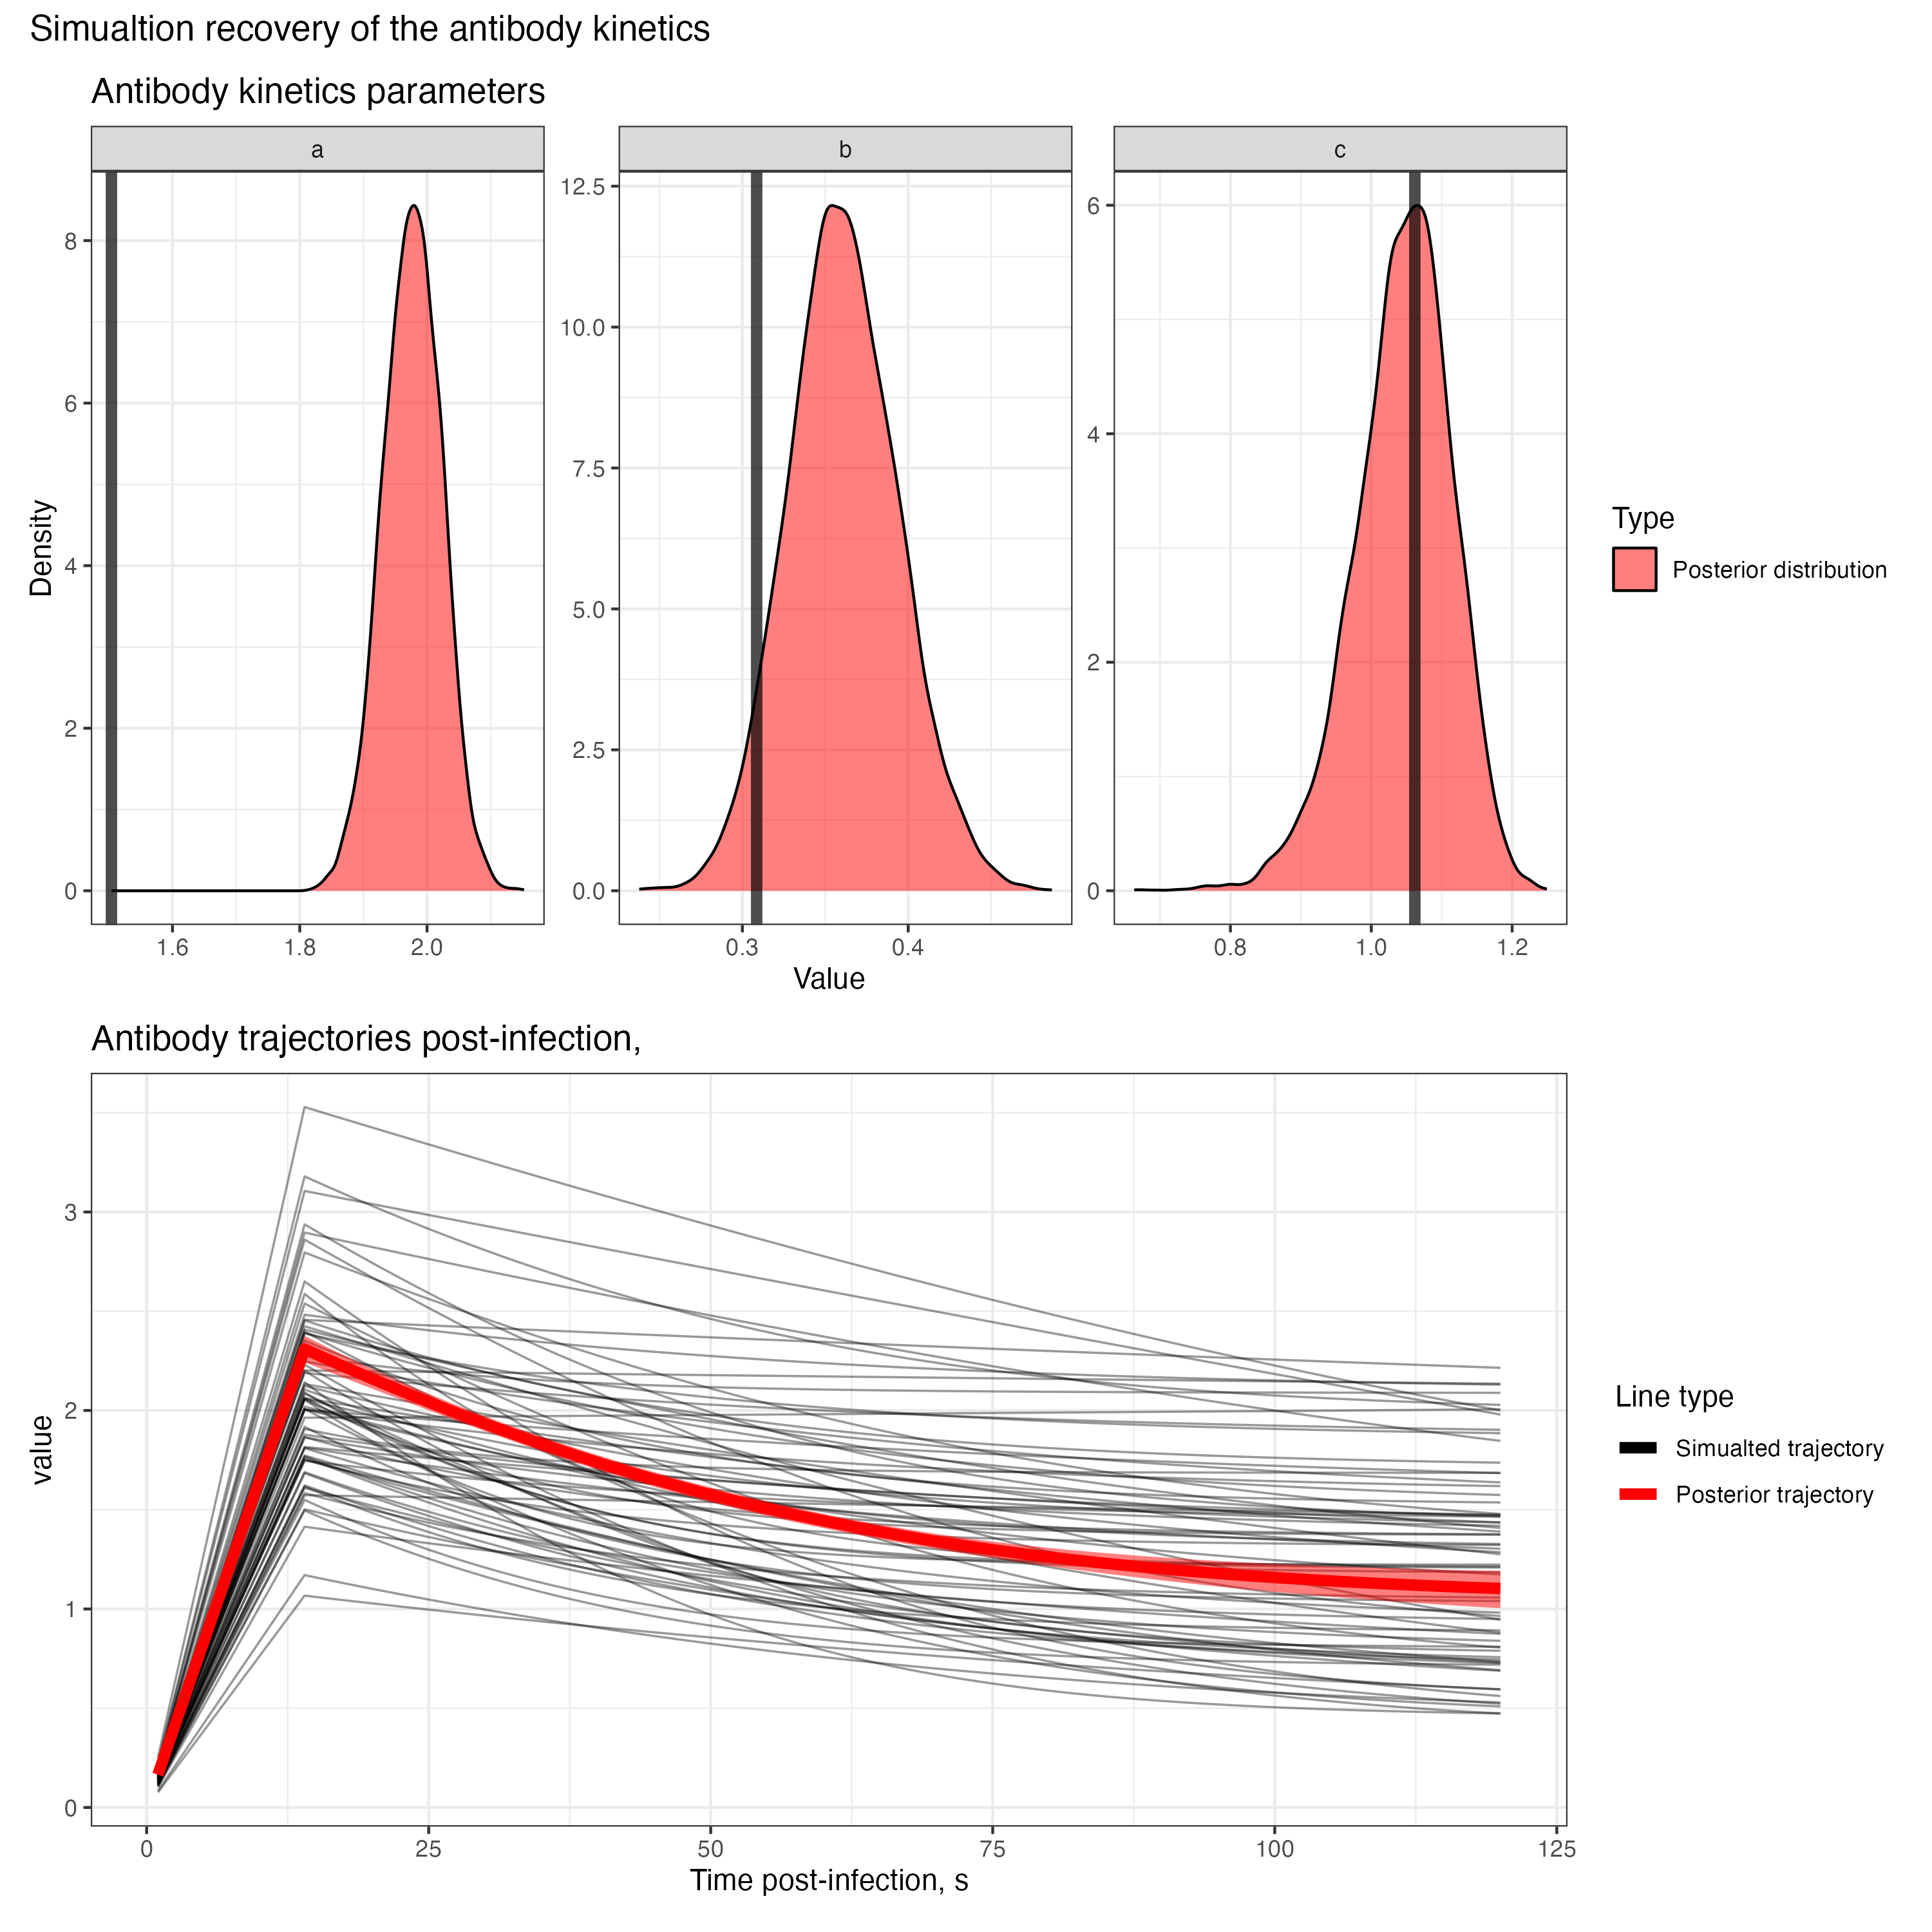 Simualtion recovery of the antibody kinetics
Antibody kinetics parameters
a b c
Density
8
6
4
2
0
1.6 1.8 2.0
12.5
10.0
7.5
5.0
2.5
0.0
0.3 0.4
6
4
2
0
0.8 1.0 1.2
Value
Type
Posterior distribution
Antibody trajectories post-infection,
value
3
2
1
0
0 25 50 75 100 125
Time post-infection, s
Line type
Simualted trajectory
Posterior trajectory